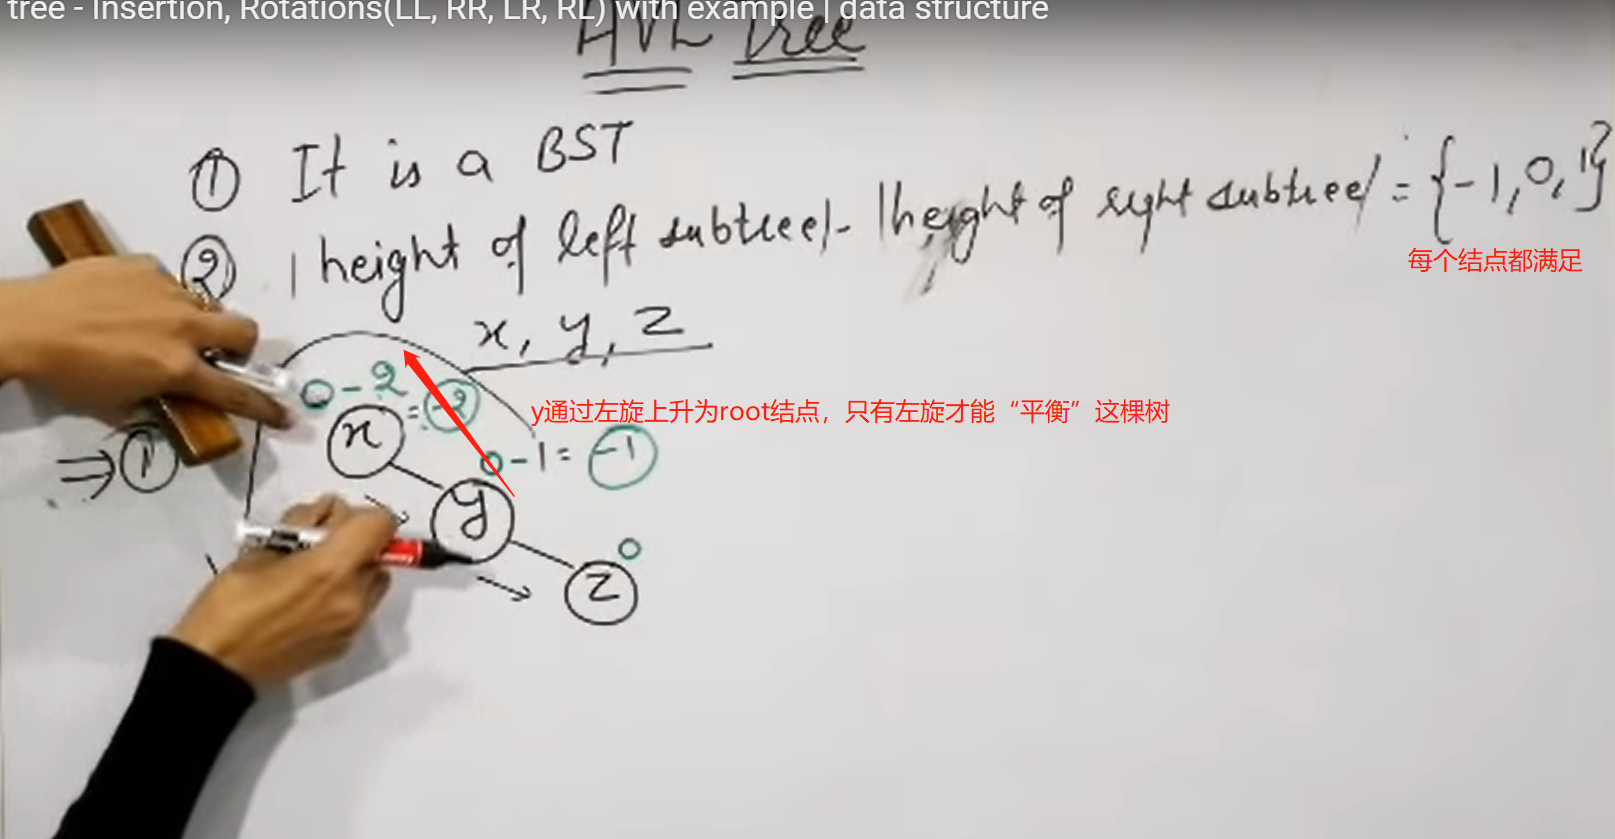 tree - Insertion, Rotations(LL, RR, LR, RL) with example | data structure
AVL tree
① It is a BST
② | height of left subtree | - | height of right subtree | = {-1, 0, 1}
每个结点都满足
x, y, z
0-2
x = -2
y通过左旋上升为root结点，只有左旋才能“平衡”这棵树
0-1 = -1
⇒ ①
y
0
z